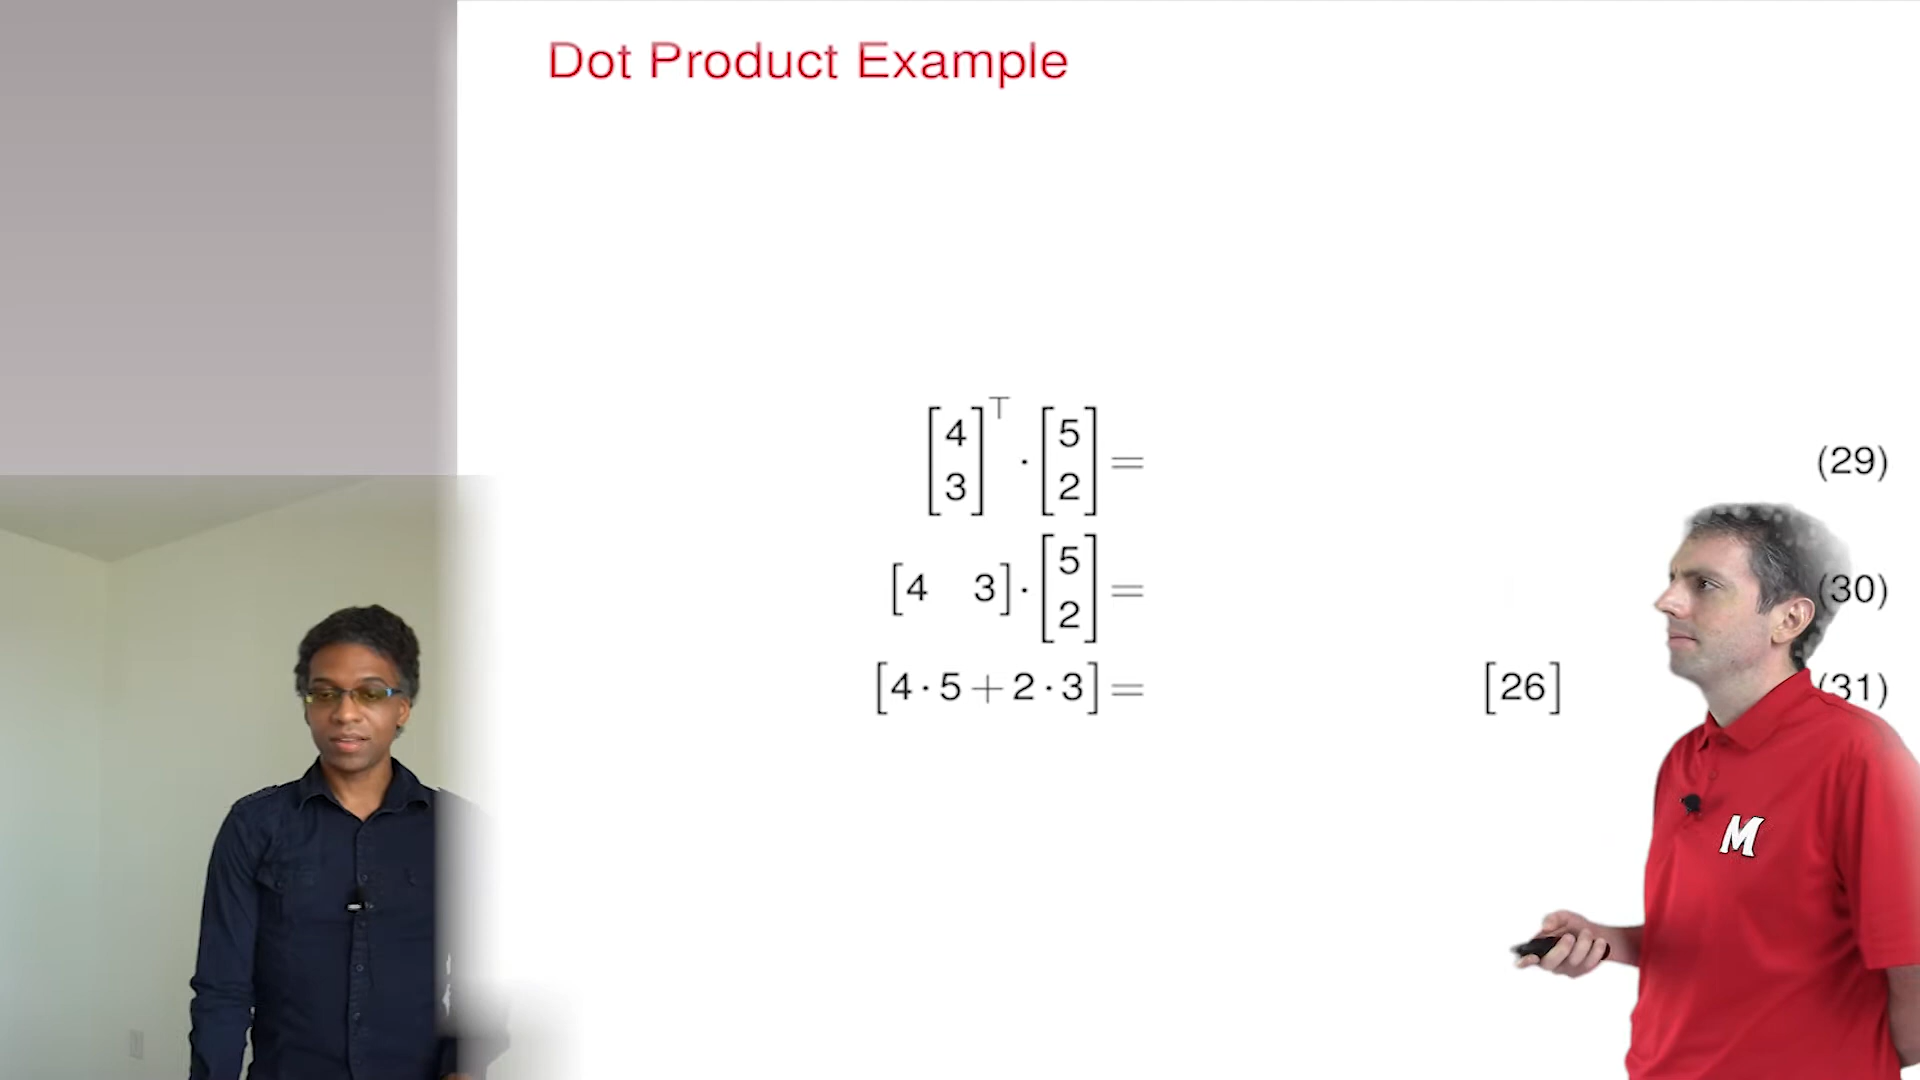 Dot Product Example
[4 3]⊤ · [5 2] = (29)
[4 3] · [5 2] = (30)
[4 · 5 + 2 · 3] = [26] (31)
M